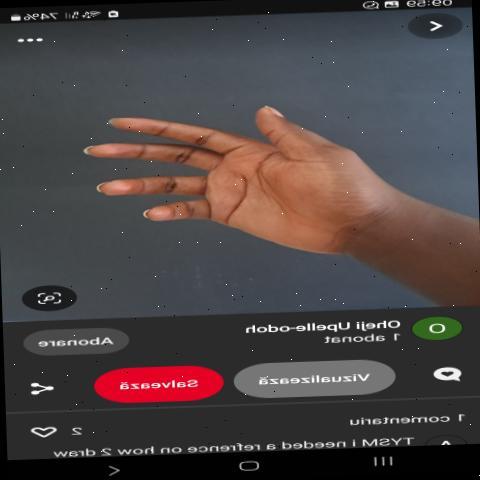 09:59 74%
Oheji Upelle-odoh
1 abonat
Abonare
Vizualizează
Salvează
1 comentariu
2
TYSM i needed a refrence on how 2 draw